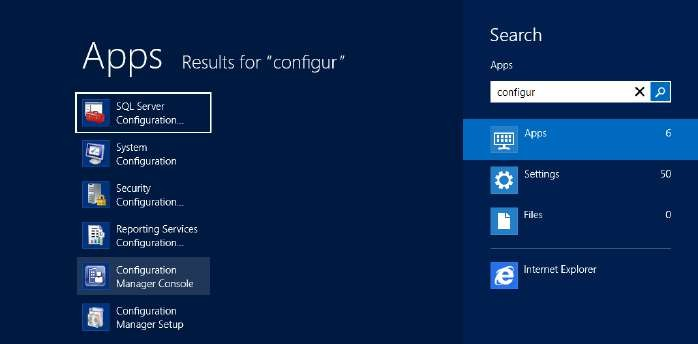 Apps Results for “configur”
SQL Server
Configuration...
System
Configuration
Security
Configuration...
Reporting Services
Configuration...
Configuration
Manager Console
Configuration
Manager Setup
Search
Apps
configur
Apps 6
Settings 50
Files 0
Internet Explorer